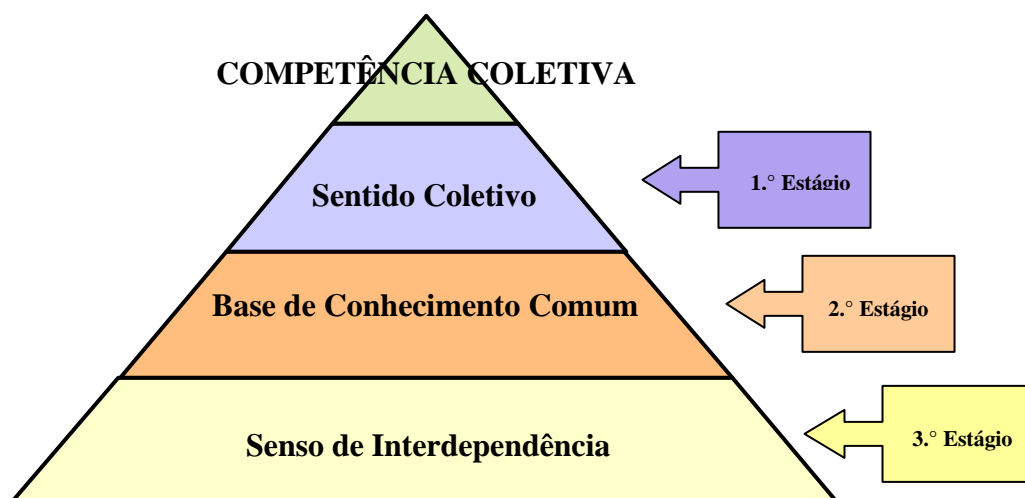 COMPETÊNCIA COLETIVA
Sentido Coletivo
1.° Estágio
Base de Conhecimento Comum
2.° Estágio
Senso de Interdependência
3.° Estágio